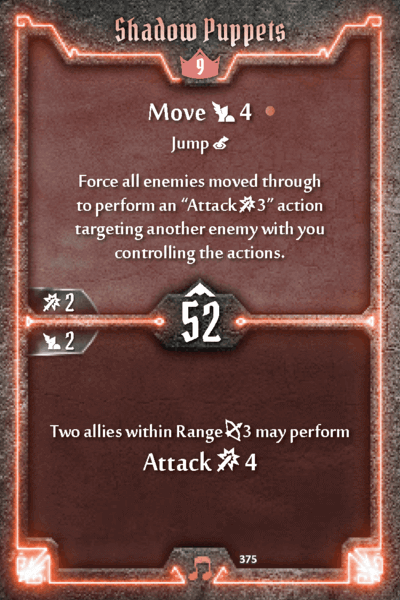 Shadow Puppets
9
Move 4
Jump
Force all enemies moved through
to perform an “Attack 3” action
targeting another enemy with you
controlling the actions.
2
52
2
Two allies within Range 3 may perform
Attack 4
375